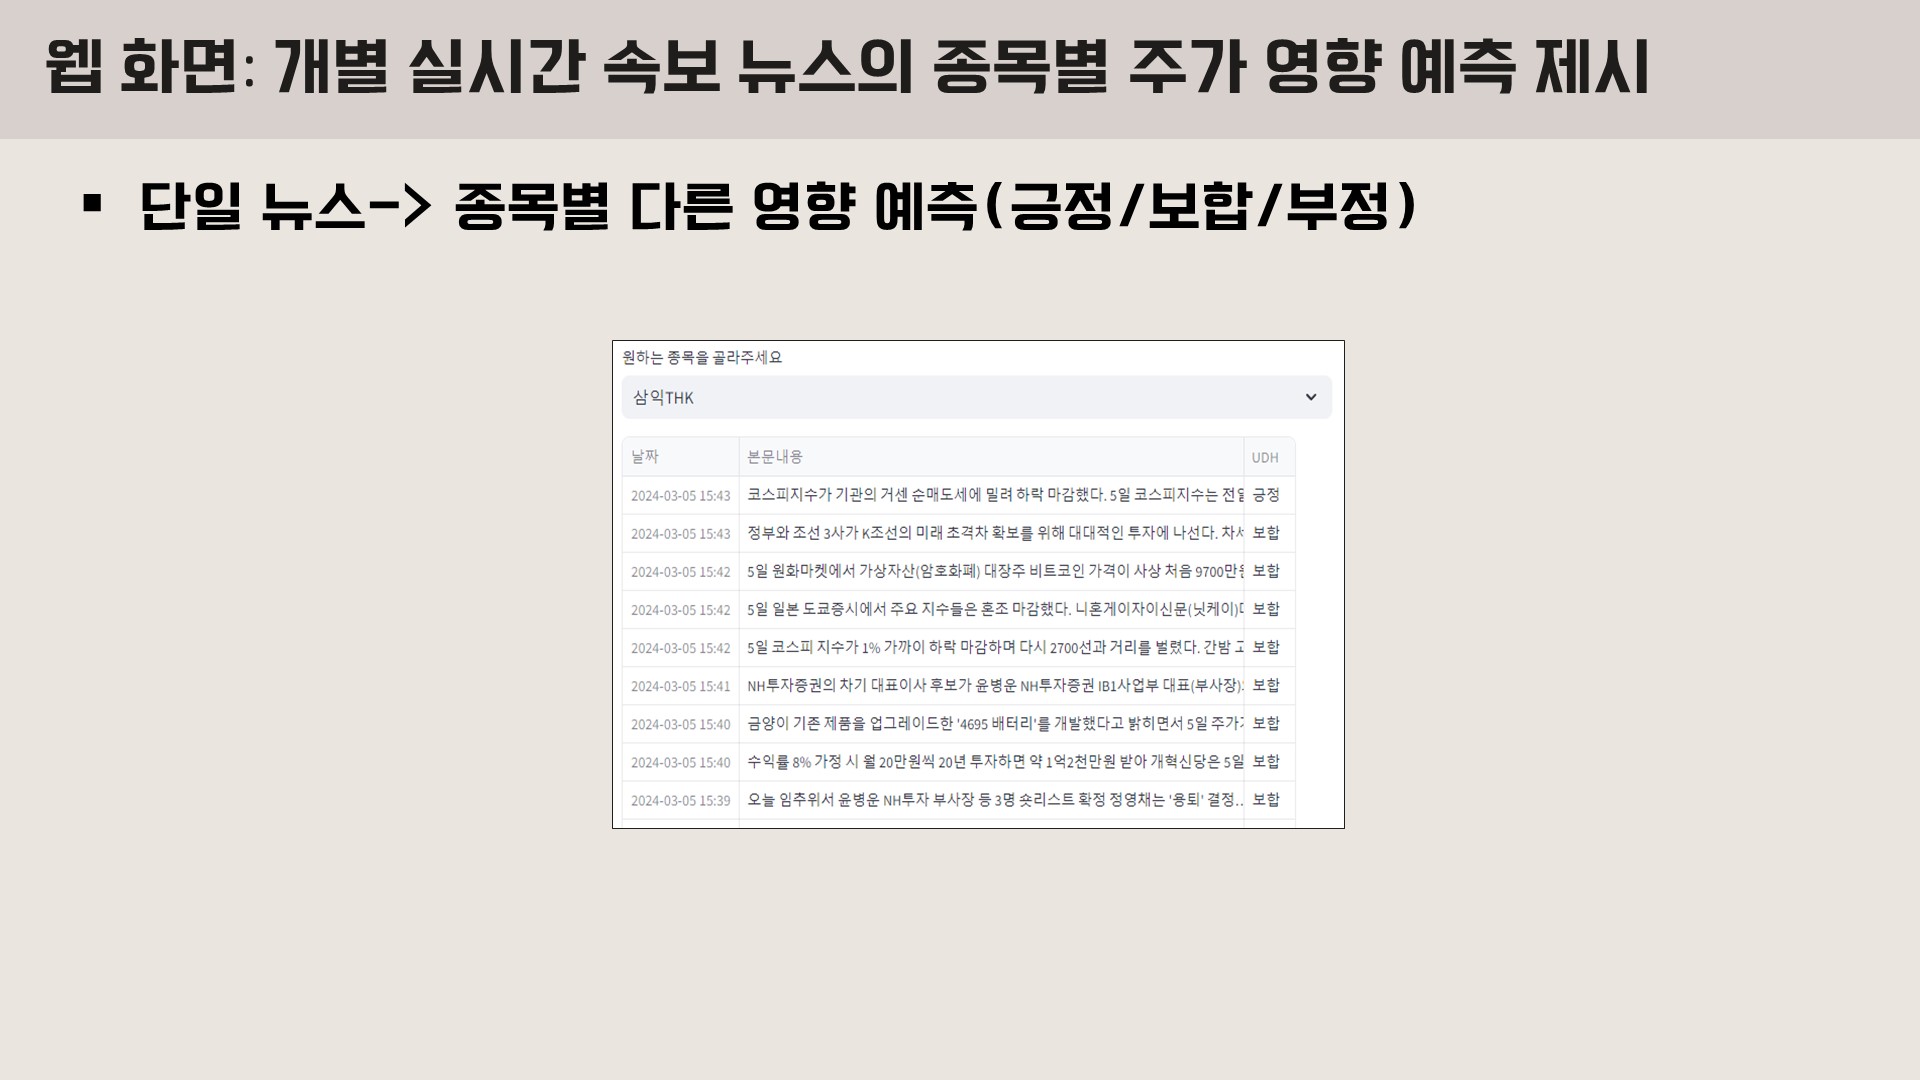 웹 화면: 개별 실시간 속보 뉴스의 종목별 주가 영향 예측 제시
▪ 단일 뉴스-> 종목별 다른 영향 예측(긍정/보합/부정)
원하는 종목을 골라주세요
삼익THK
날짜 본문내용 UDH
2024-03-05 15:43 코스피지수가 기관의 거센 순매도세에 밀려 하락 마감했다. 5일 코스피지수는 전일 긍정
2024-03-05 15:43 정부와 조선 3사가 K조선의 미래 초격차 확보를 위해 대대적인 투자에 나선다. 차세 보합
2024-03-05 15:42 5일 원화마켓에서 가상자산(암호화폐) 대장주 비트코인 가격이 사상 처음 9700만원 보합
2024-03-05 15:42 5일 일본 도쿄증시에서 주요 지수들은 혼조 마감했다. 니혼게이자이신문(닛케이) 보합
2024-03-05 15:42 5일 코스피 지수가 1% 가까이 하락 마감하며 다시 2700선과 거리를 벌렸다. 간밤 보합
2024-03-05 15:41 NH투자증권의 차기 대표이사 후보가 윤병운 NH투자증권 IB1사업부 대표(부사장) 보합
2024-03-05 15:40 금양이 기존 제품을 업그레이드한 '4695 배터리'를 개발했다고 밝히면서 5일 주가가 보합
2024-03-05 15:40 수익률 8% 가정 시 월 20만원씩 20년 투자하면 약 1억2천만원 받아 개혁신당은 5일 보합
2024-03-05 15:39 오늘 임추위서 윤병운 NH투자 부사장 등 3명 숏리스트 확정 정영채는 '용퇴' 결정… 보합